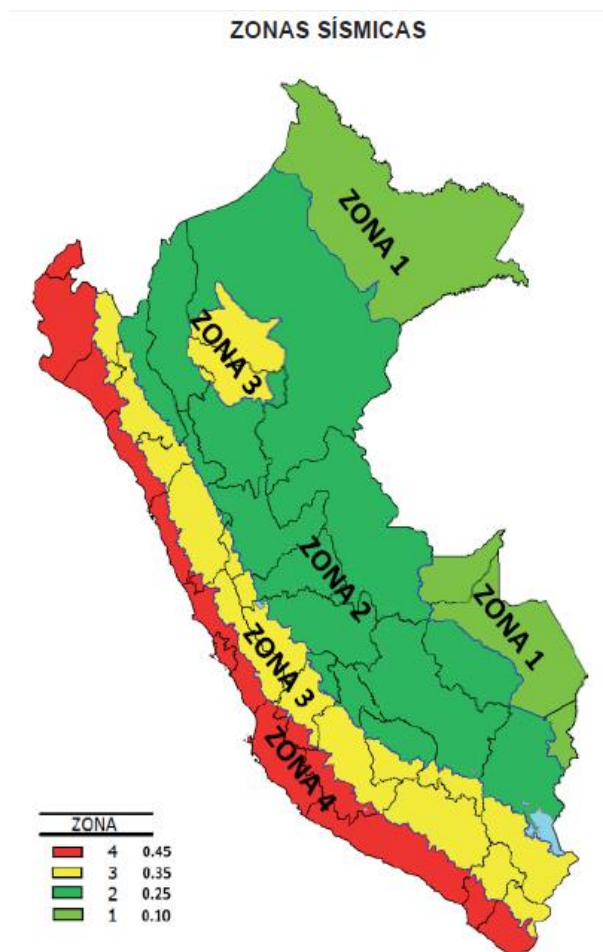 ZONAS SÍSMICAS
ZONA 1
ZONA 3
ZONA 2
ZONA 1
ZONA 3
ZONA 4
ZONA
4 0.45
3 0.35
2 0.25
1 0.10